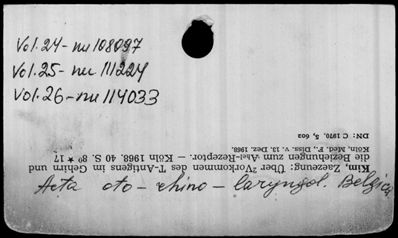 Vol. 24 - nu 108097
Vol. 25 - nu 111224
Vol. 26 - nu 114033
Acta oto-rhino-laryngol. Belgica
Kim, Zaezeung: Über Vorkommen des T-Antigens im Gehirn und
die Beziehungen zum A-Rezeptor. — Köln 1968. 40 S. 8° * 17
Köln, Med. F., Diss. v. 13. Dez. 1968.
DN: C 1970, 5, 602